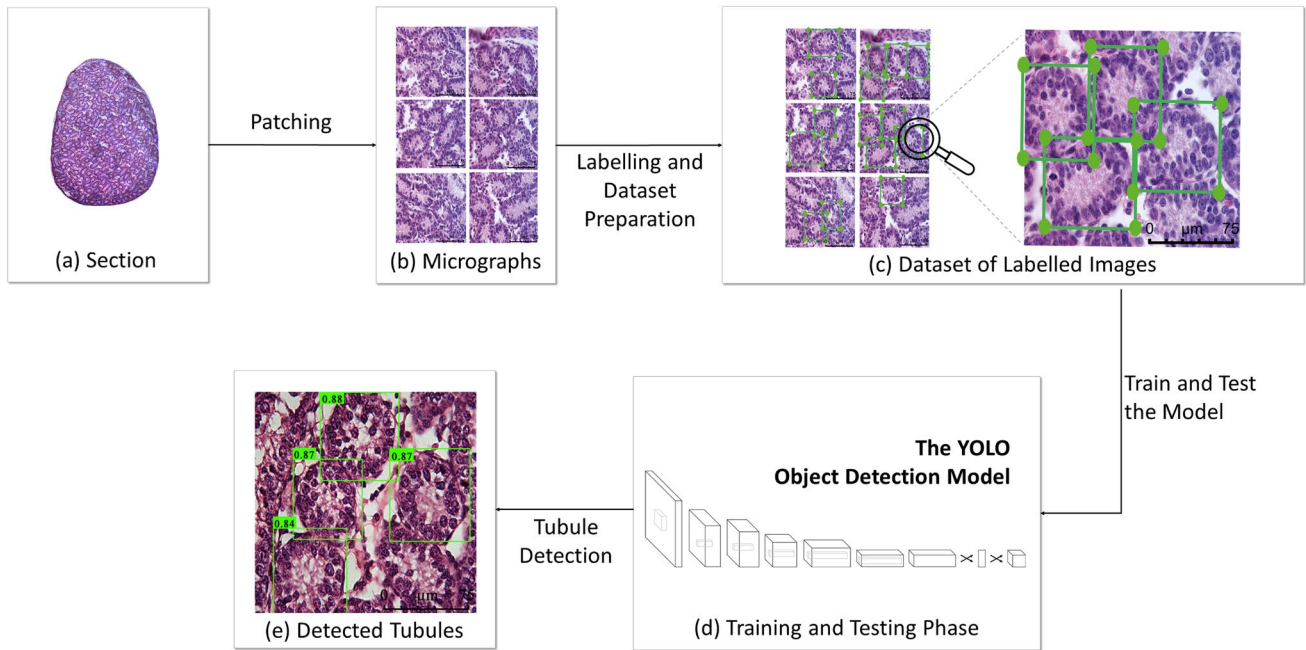 (a) Section
Patching
(b) Micrographs
Labelling and
Dataset
Preparation
0 μm 75
(c) Dataset of Labelled Images
Train and Test
the Model
The YOLO
Object Detection Model
(d) Training and Testing Phase
Tubule
Detection
0.88
0.87
0.87
0.84
0 μm 75
(e) Detected Tubules